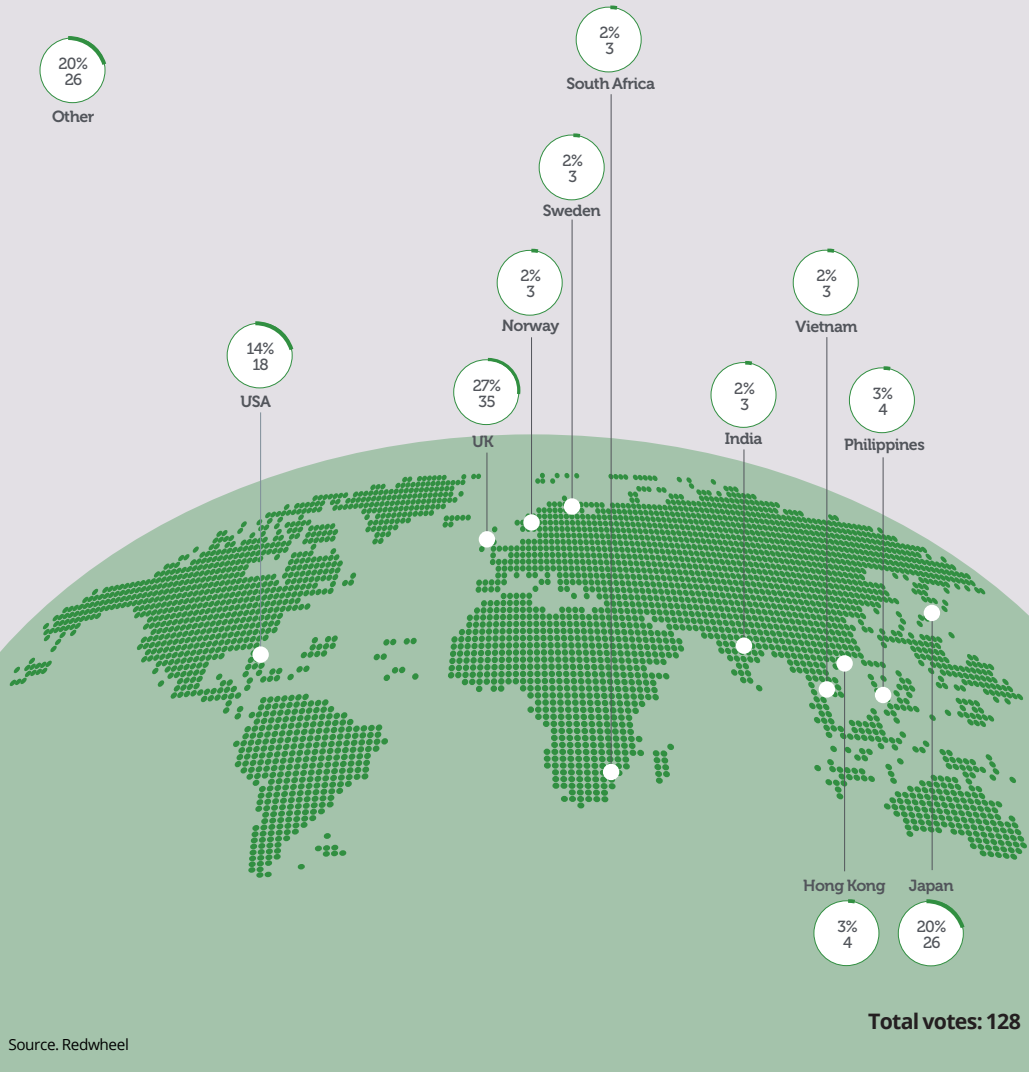 2%
3
South Africa
20%
26
Other
2%
3
Sweden
2%
3
Norway
2%
3
Vietnam
14%
18
USA
27%
35
UK
2%
3
India
3%
4
Philippines
Hong Kong
3%
4
Japan
20%
26
Total votes: 128
Source. Redwheel